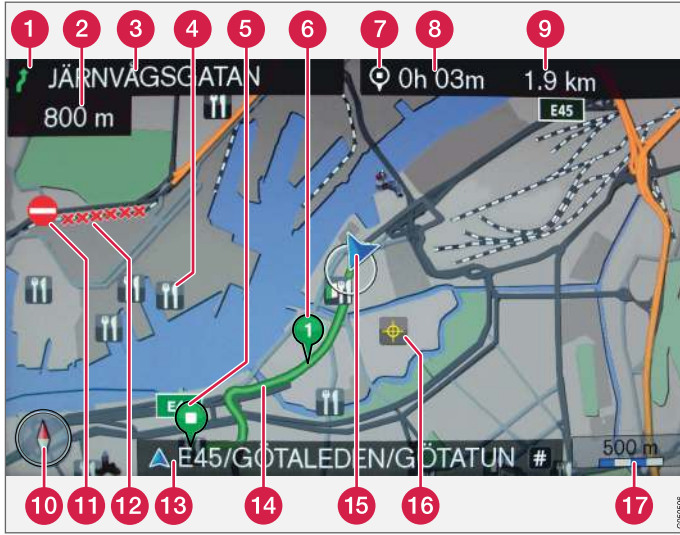 1 2 3 4 5 6 7 8 9
JÄRNVÅGSGATAN
0h 03m 1.9 km
800 m
E45
1
E
E45/GÖTALEDEN/GÖTATUN #
500 m
10 11 12 13 14 15 16 17